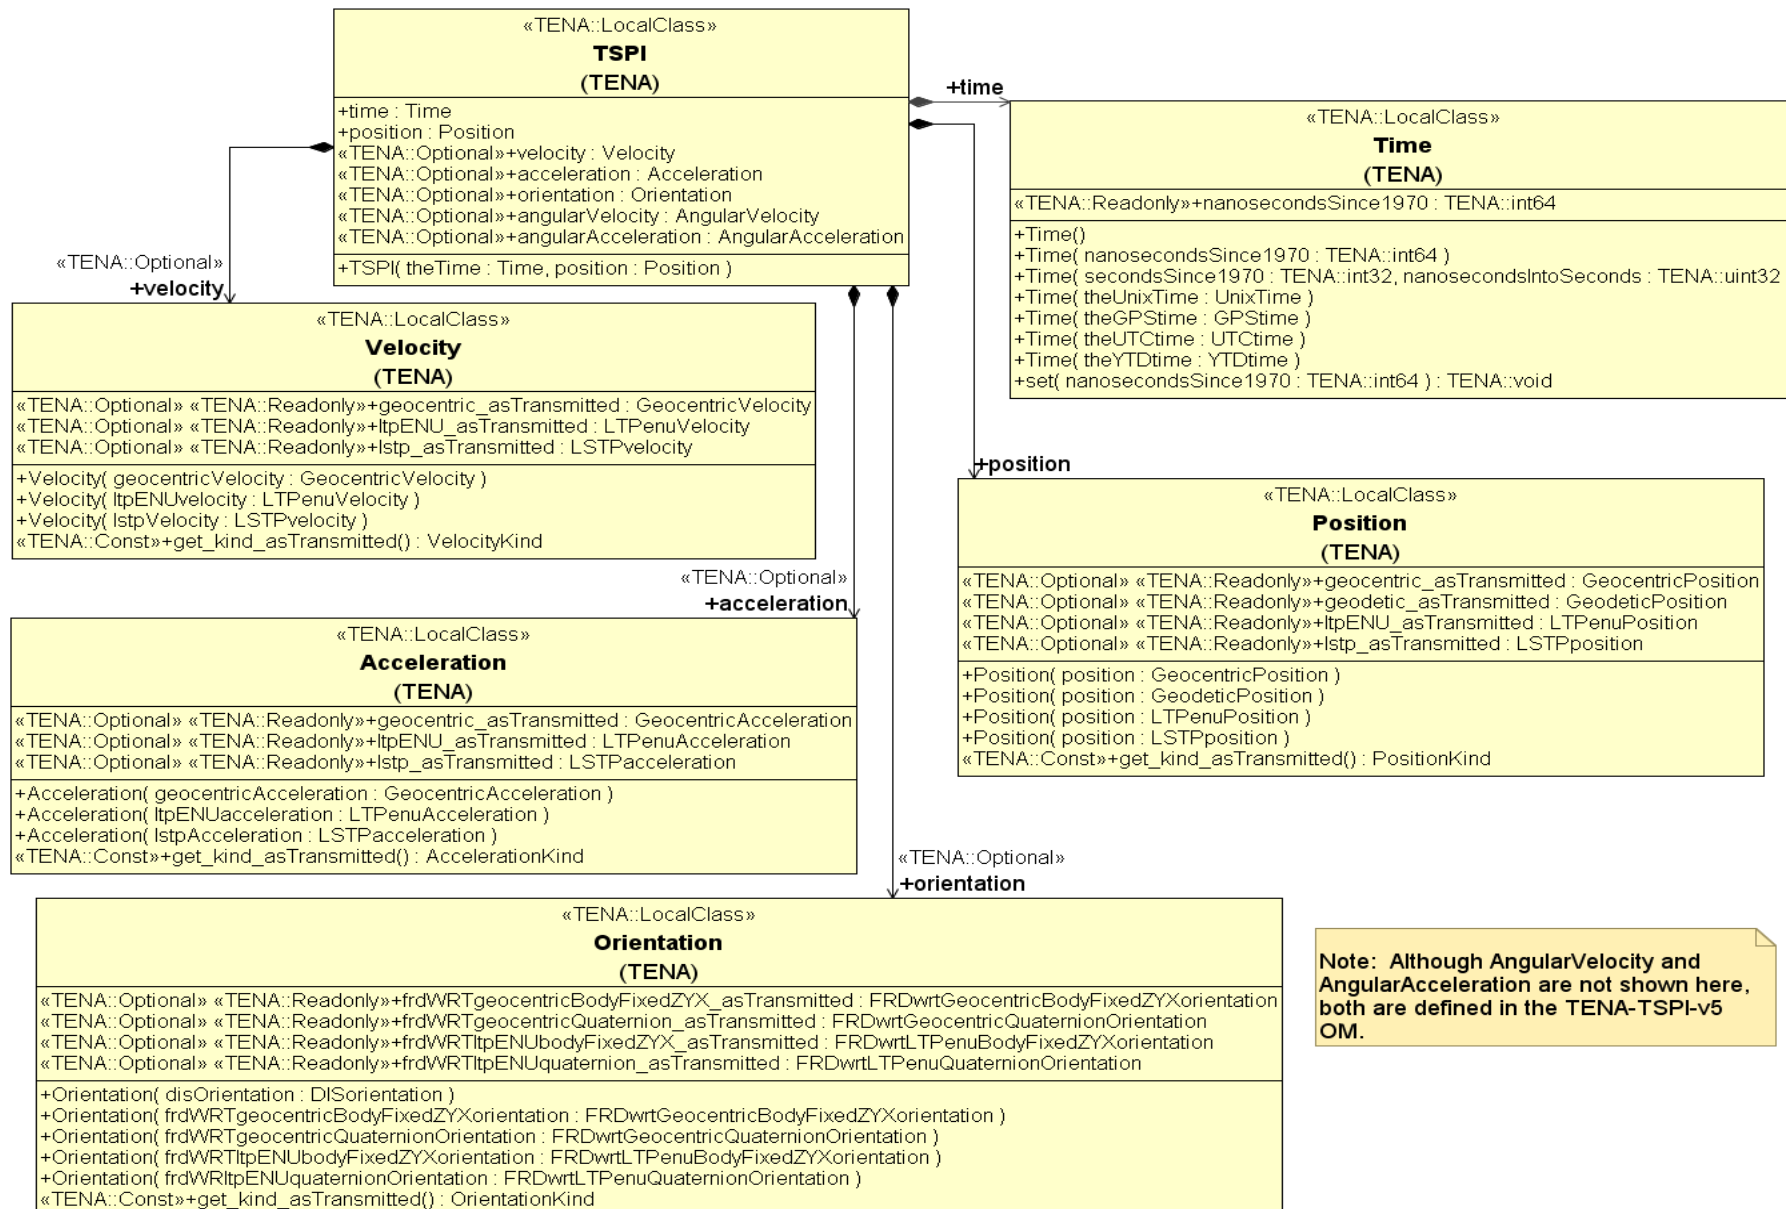 «TENA::LocalClass»
TSPI
(TENA)
+time : Time
+position : Position
«TENA::Optional»+velocity : Velocity
«TENA::Optional»+acceleration : Acceleration
«TENA::Optional»+orientation : Orientation
«TENA::Optional»+angularVelocity : AngularVelocity
«TENA::Optional»+angularAcceleration : AngularAcceleration
+TSPI( theTime : Time, position : Position )
+time
«TENA::LocalClass»
Time
(TENA)
«TENA::Readonly»+nanosecondsSince1970 : TENA::int64
+Time()
+Time( nanosecondsSince1970 : TENA::int64 )
+Time( secondsSince1970 : TENA::int32, nanosecondsIntoSeconds : TENA::uint32
+Time( theUnixTime : UnixTime )
+Time( theGPStime : GPStime )
+Time( theUTCtime : UTCtime )
+Time( theYTDtime : YTDtime )
+set( nanosecondsSince1970 : TENA::int64 ) : TENA::void
«TENA::Optional»
+velocity
«TENA::LocalClass»
Velocity
(TENA)
«TENA::Optional» «TENA::Readonly»+geocentric_asTransmitted : GeocentricVelocity
«TENA::Optional» «TENA::Readonly»+ltpENU_asTransmitted : LTPenuVelocity
«TENA::Optional» «TENA::Readonly»+lstp_asTransmitted : LSTPvelocity
+Velocity( geocentricVelocity : GeocentricVelocity )
+Velocity( ltpENUvelocity : LTPenuVelocity )
+Velocity( lstpVelocity : LSTPvelocity )
«TENA::Const»+get_kind_asTransmitted() : VelocityKind
+position
«TENA::LocalClass»
Position
(TENA)
«TENA::Optional» «TENA::Readonly»+geocentric_asTransmitted : GeocentricPosition
«TENA::Optional» «TENA::Readonly»+geodetic_asTransmitted : GeodeticPosition
«TENA::Optional» «TENA::Readonly»+ltpENU_asTransmitted : LTPenuPosition
«TENA::Optional» «TENA::Readonly»+lstp_asTransmitted : LSTPposition
+Position( position : GeocentricPosition )
+Position( position : GeodeticPosition )
+Position( position : LTPenuPosition )
+Position( position : LSTPposition )
«TENA::Const»+get_kind_asTransmitted() : PositionKind
«TENA::Optional»
+acceleration
«TENA::LocalClass»
Acceleration
(TENA)
«TENA::Optional» «TENA::Readonly»+geocentric_asTransmitted : GeocentricAcceleration
«TENA::Optional» «TENA::Readonly»+ltpENU_asTransmitted : LTPenuAcceleration
«TENA::Optional» «TENA::Readonly»+lstp_asTransmitted : LSTPacceleration
+Acceleration( geocentricAcceleration : GeocentricAcceleration )
+Acceleration( ltpENUacceleration : LTPenuAcceleration )
+Acceleration( lstpAcceleration : LSTPacceleration )
«TENA::Const»+get_kind_asTransmitted() : AccelerationKind
«TENA::Optional»
+orientation
«TENA::LocalClass»
Orientation
(TENA)
«TENA::Optional» «TENA::Readonly»+frdWRTgeocentricBodyFixedZYX_asTransmitted : FRDwrtGeocentricBodyFixedZYXorientation
«TENA::Optional» «TENA::Readonly»+frdWRTgeocentricQuaternion_asTransmitted : FRDwrtGeocentricQuaternionOrientation
«TENA::Optional» «TENA::Readonly»+frdWRTltpENUbodyFixedZYX_asTransmitted : FRDwrtLTPenuBodyFixedZYXorientation
«TENA::Optional» «TENA::Readonly»+frdWRTltpENUquaternion_asTransmitted : FRDwrtLTPenuQuaternionOrientation
+Orientation( disOrientation : DISorientation )
+Orientation( frdWRTgeocentricBodyFixedZYXorientation : FRDwrtGeocentricBodyFixedZYXorientation )
+Orientation( frdWRTgeocentricQuaternionOrientation : FRDwrtGeocentricQuaternionOrientation )
+Orientation( frdWRTltpENUbodyFixedZYXorientation : FRDwrtLTPenuBodyFixedZYXorientation )
+Orientation( frdWRltpENUquaternionOrientation : FRDwrtLTPenuQuaternionOrientation )
«TENA::Const»+get_kind_asTransmitted() : OrientationKind
Note: Although AngularVelocity and
AngularAcceleration are not shown here,
both are defined in the TENA-TSPI-v5
OM.